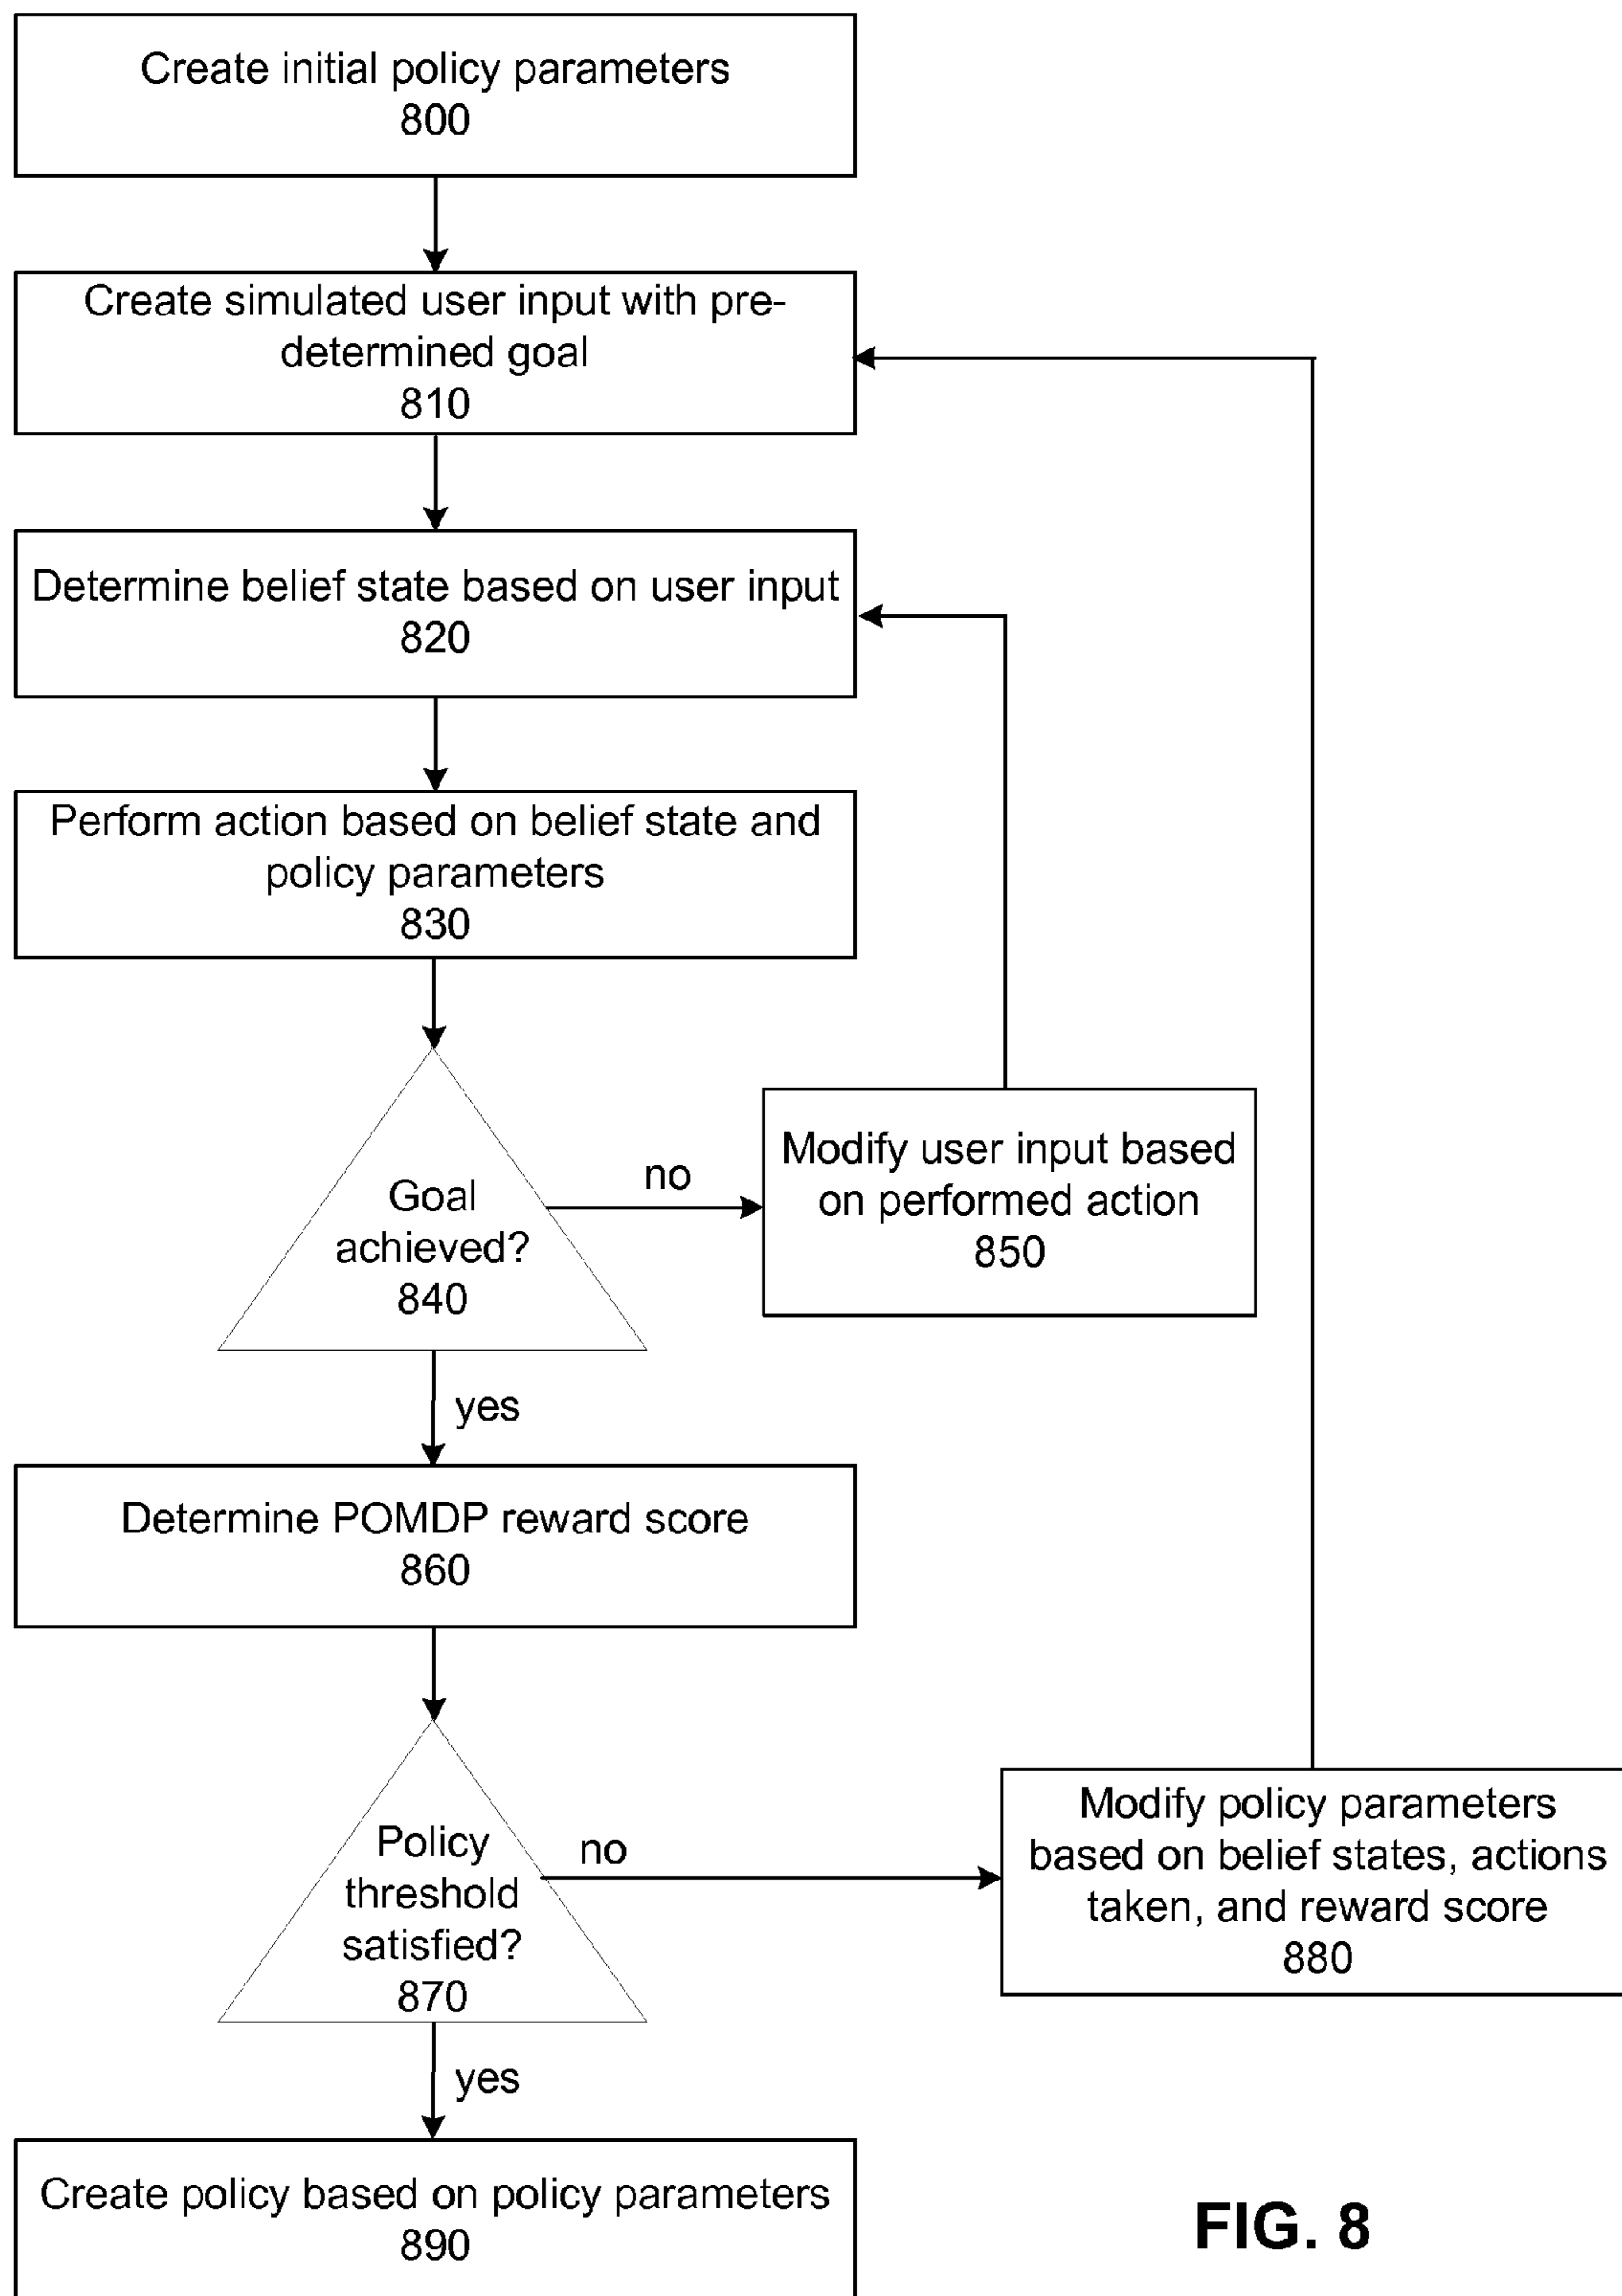 Create initial policy parameters
800
Create simulated user input with pre-
determined goal
810
Determine belief state based on user input
820
Perform action based on belief state and
policy parameters
830
Goal
achieved?
840
no
Modify user input based
on performed action
850
yes
Determine POMDP reward score
860
Policy
threshold
satisfied?
870
no
Modify policy parameters
based on belief states, actions
taken, and reward score
880
yes
Create policy based on policy parameters
890
FIG. 8